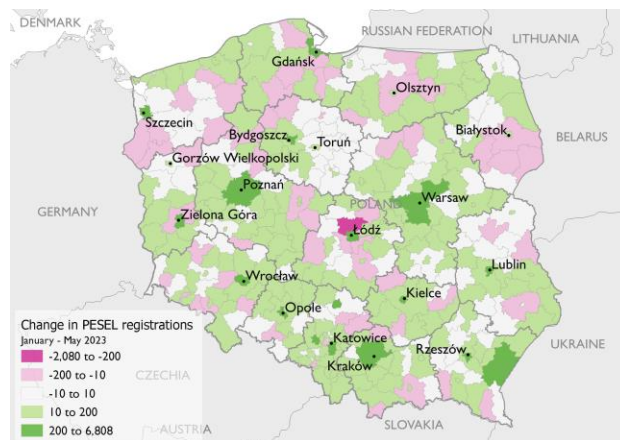 DENMARK
RUSSIAN FEDERATION
LITHUANIA
Gdańsk
Olsztyn
Szczecin
Bydgoszcz
Toruń
Białystok
BELARUS
Gorzów Wielkopolski
Poznań
POLAND
Warsaw
GERMANY
Zielona Góra
Łódź
Wrocław
Lublin
Opole
Kielce
Change in PESEL registrations
January - May 2023
-2,080 to -200
-200 to -10
-10 to 10
10 to 200
200 to 6,808
Katowice
Kraków
Rzeszów
UKRAINE
CZECHIA
SLOVAKIA
AUSTRIA